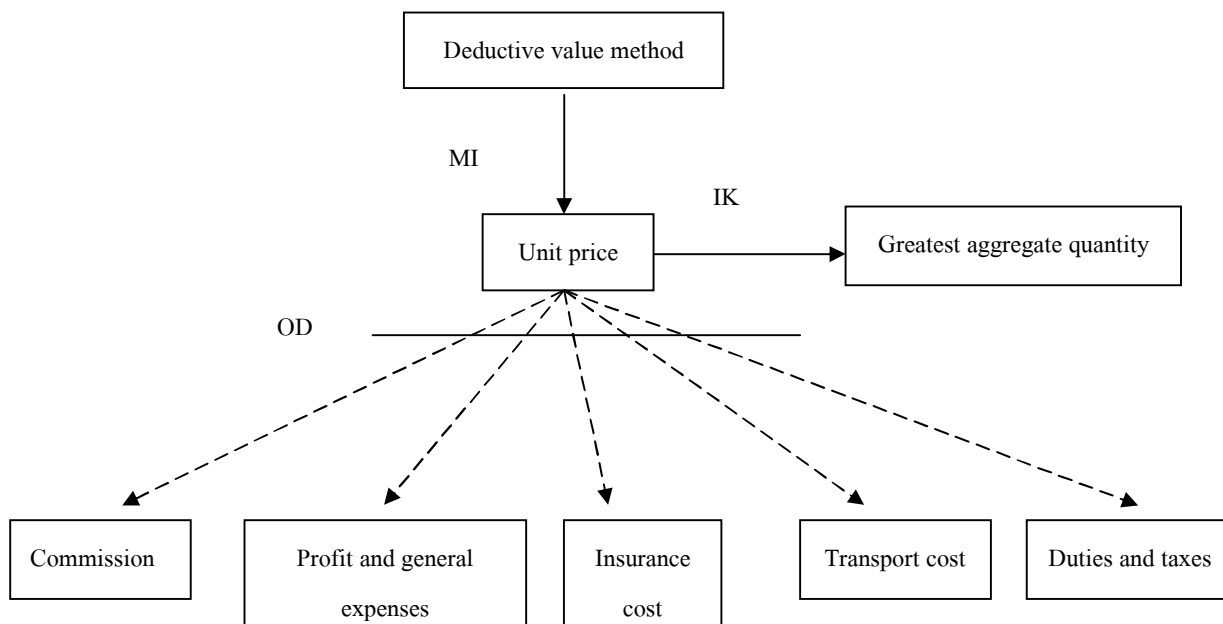 Deductive value method
MI
IK
Unit price
Greatest aggregate quantity
OD
Commission
Profit and general
expenses
Insurance
cost
Transport cost
Duties and taxes